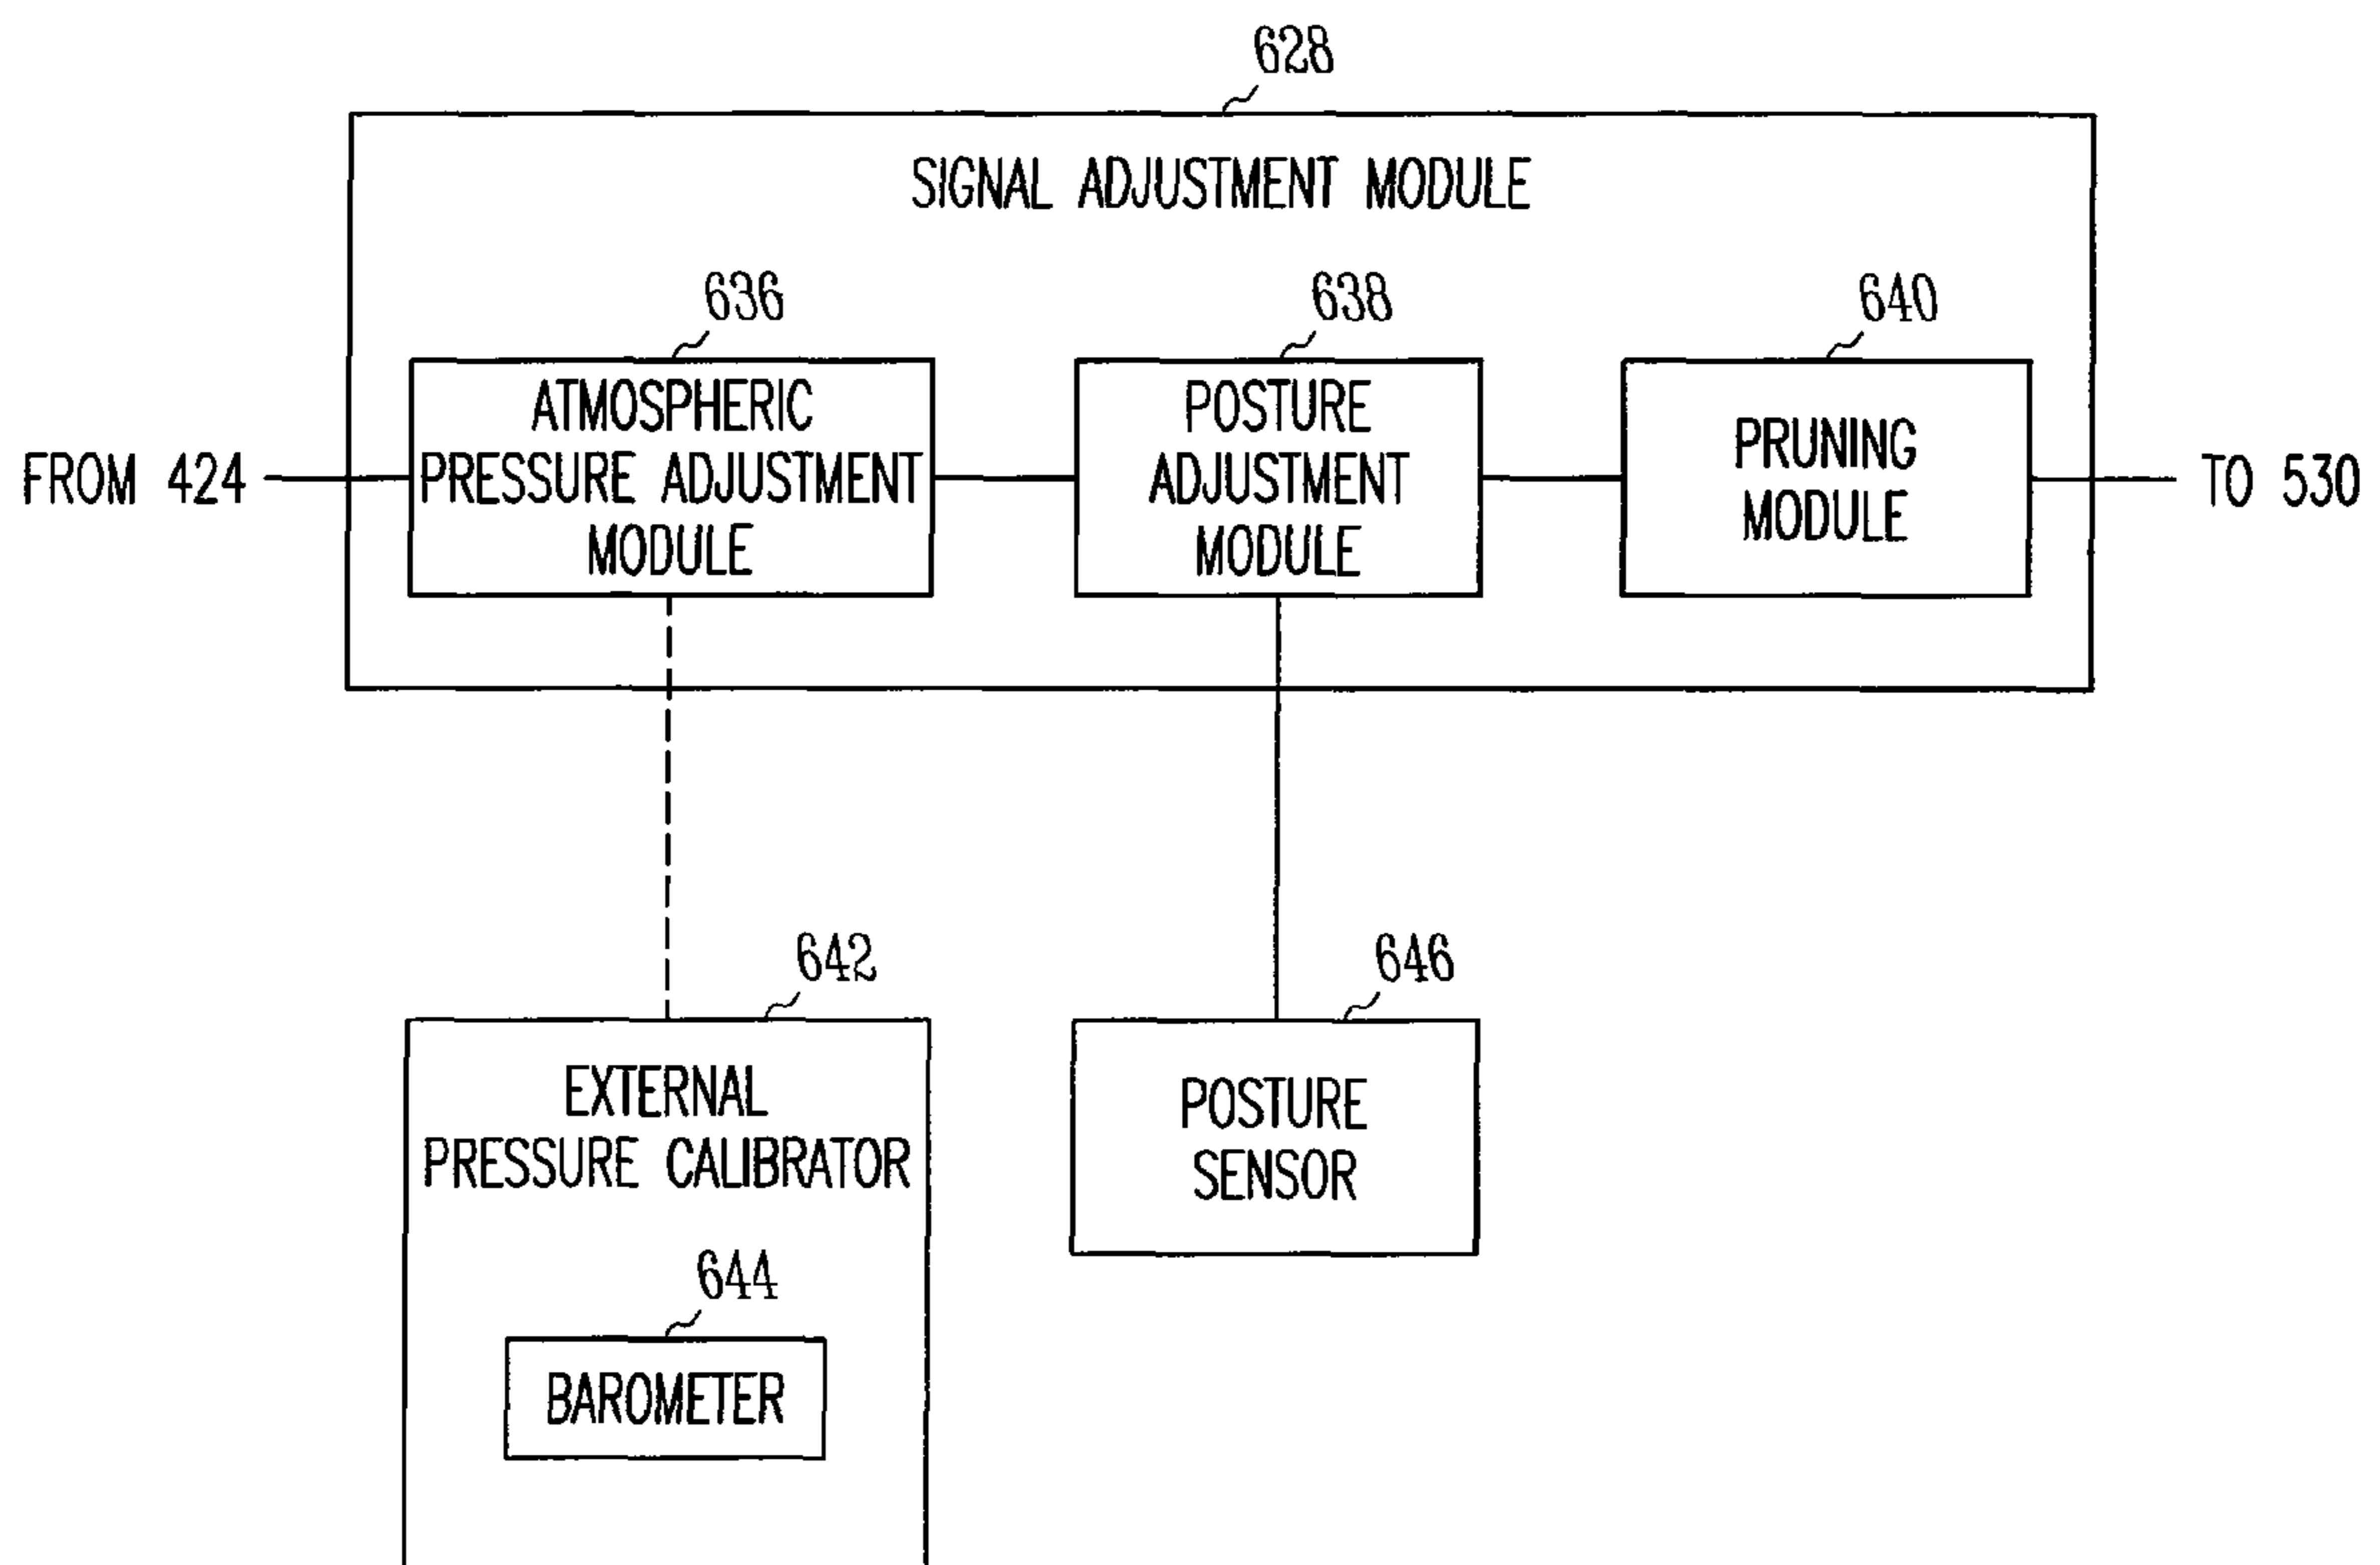 628
SIGNAL ADJUSTMENT MODULE
636
638
640
FROM 424
ATMOSPHERIC
PRESSURE ADJUSTMENT
MODULE
POSTURE
ADJUSTMENT
MODULE
PRUNING
MODULE
TO 530
642
646
EXTERNAL
PRESSURE CALIBRATOR
POSTURE
SENSOR
644
BAROMETER